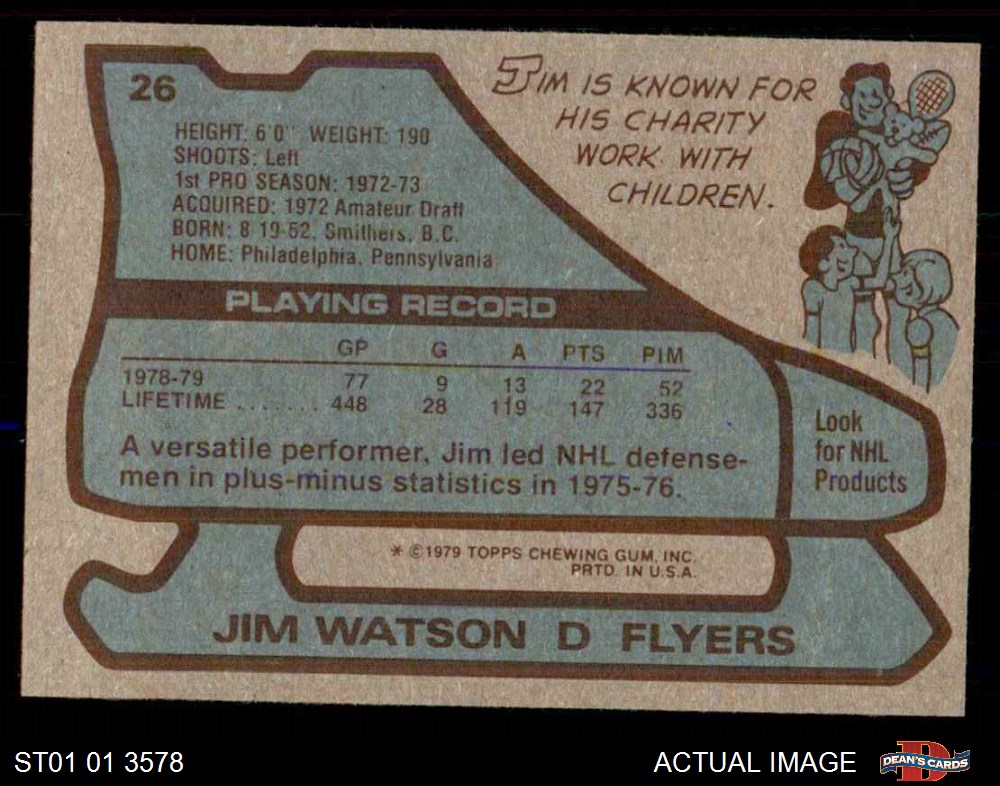 26
HEIGHT: 6'0" WEIGHT: 190
SHOOTS: Left
1st PRO SEASON: 1972-73
ACQUIRED: 1972 Amateur Draft
BORN: 8-19-52, Smithers, B.C.
HOME: Philadelphia, Pennsylvania
JIM IS KNOWN FOR
HIS CHARITY
WORK WITH
CHILDREN.
PLAYING RECORD
GP G A PTS PIM
1978-79 77 9 13 22 52
LIFETIME ....... 448 28 119 147 336
A versatile performer, Jim led NHL defense-
men in plus-minus statistics in 1975-76.
Look
for NHL
Products
* ©1979 TOPPS CHEWING GUM, INC.
PRTD. IN U.S.A.
JIM WATSON D FLYERS
ST01 01 3578
ACTUAL IMAGE
DEAN'S CARDS